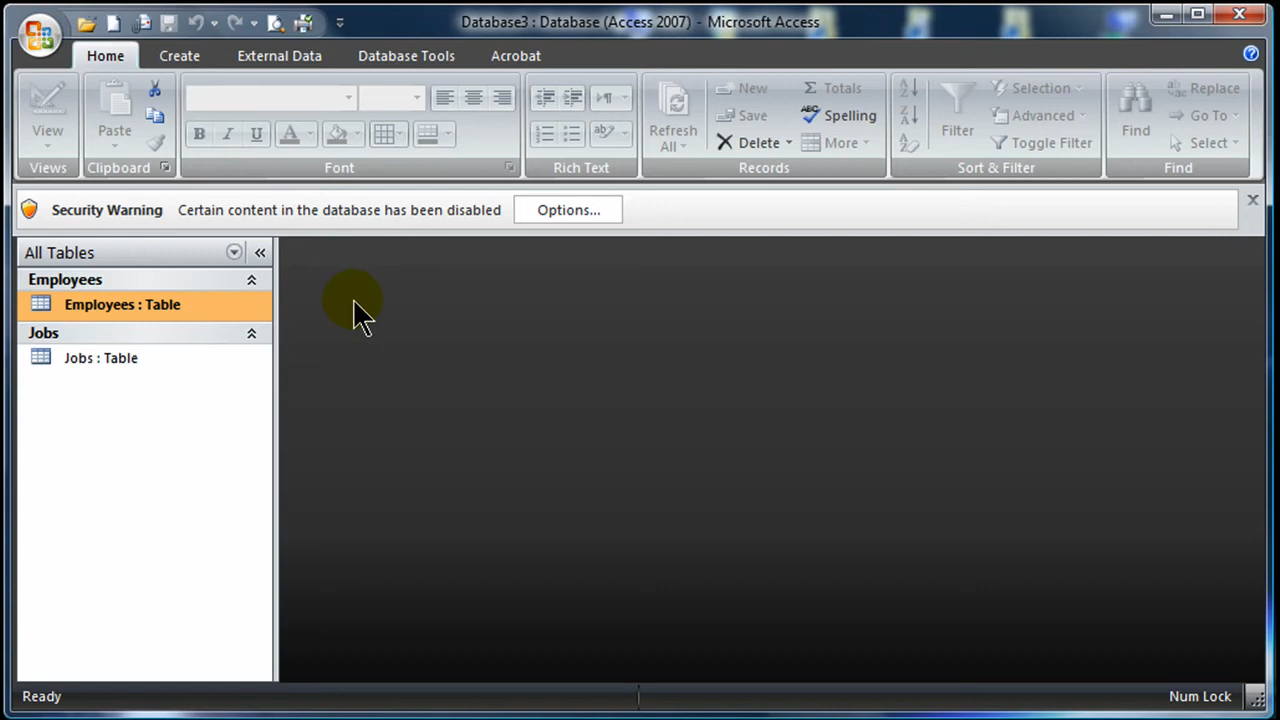 Database3 : Database (Access 2007) - Microsoft Access
Home Create External Data Database Tools Acrobat
View Paste B I U Refresh All New Save Delete Totals Spelling More Filter Selection Advanced Toggle Filter Find Replace Go To Select
Views Clipboard Font Rich Text Records Sort & Filter Find
Security Warning Certain content in the database has been disabled Options...
All Tables
Employees
Employees : Table
Jobs
Jobs : Table
Ready Num Lock